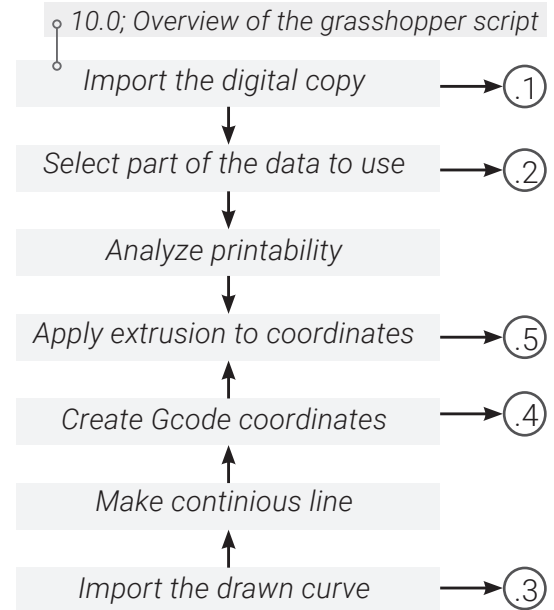 10.0; Overview of the grasshopper script
Import the digital copy
.1
Select part of the data to use
.2
Analyze printability
Apply extrusion to coordinates
.5
Create Gcode coordinates
.4
Make continious line
Import the drawn curve
.3